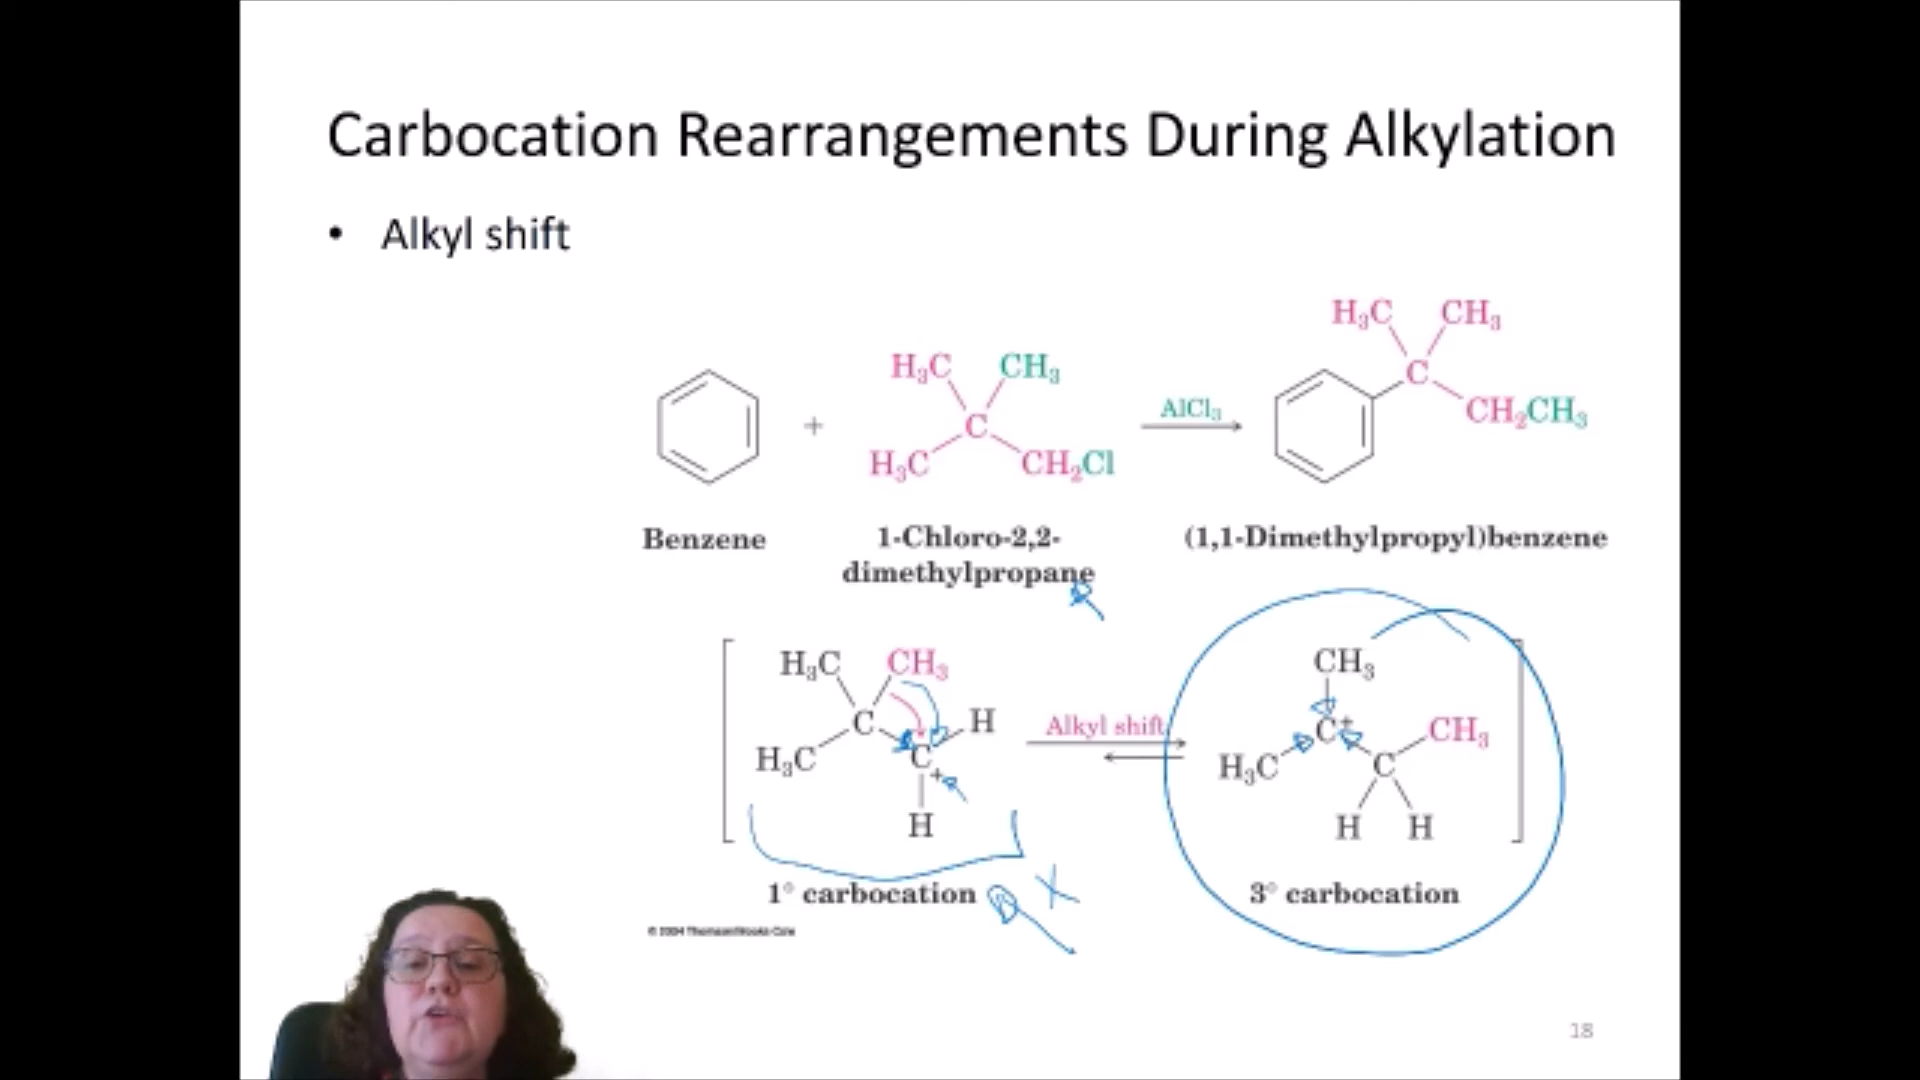 Carbocation Rearrangements During Alkylation
• Alkyl shift
H₃C CH₃
C
H₃C CH₂Cl
+
AlCl₃
H₃C CH₃
C
CH₂CH₃
Benzene
1-Chloro-2,2-
dimethylpropane
(1,1-Dimethylpropyl)benzene
H₃C CH₃
C H
H₃C C
+
H
Alkyl shift
CH₃
C+ CH₃
H₃C C
H H
1° carbocation X
3° carbocation
© 2004 Thomson/Brooks Cole
18